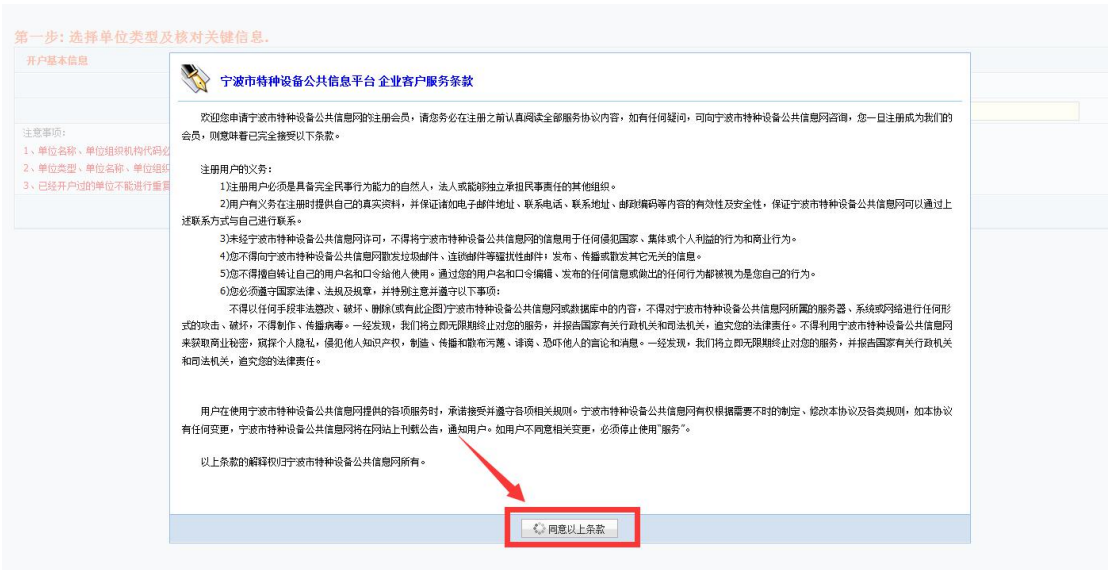 第一步: 选择单位类型及核对关键信息.
开户基本信息
宁波市特种设备公共信息平台 企业客户服务条款
欢迎您申请宁波市特种设备公共信息网的注册会员，请您务必在注册之前认真阅读全部服务协议内容，如有任何疑问，可向宁波市特种设备公共信息网咨询，您一旦注册成为我们的
会员，则意味着已完全接受以下条款。
注意事项:
1、单位名称、单位组织机构代码必
2、单位类型、单位名称、单位组织
3、已经开户过的单位不能进行重复
注册用户的义务:
1)注册用户必须是具备完全民事行为能力的自然人，法人或能够独立承担民事责任的其他组织。
2)用户有义务在注册时提供自己的真实资料，并保证诸如电子邮件地址、联系电话、联系地址、邮政编码等内容的有效性及安全性，保证宁波市特种设备公共信息网可以通过上
述联系方式与自己进行联系。
3)未经宁波市特种设备公共信息网许可，不得将宁波市特种设备公共信息网的信息用于任何侵犯国家、集体或个人利益的行为和商业行为。
4)您不得向宁波市特种设备公共信息网散发垃圾邮件、连锁邮件等骚扰性邮件；发布、传播或散发其它无关的信息。
5)您不得擅自转让自己的用户名和口令给他人使用。通过您的用户名和口令编辑、发布的任何信息或做出的任何行为都被视为是您自己的行为。
6)您必须遵守国家法律、法规及规章，并特别注意并遵守以下事项:
不得以任何手段非法篡改、破坏、删除(或有此企图)宁波市特种设备公共信息网或数据库中的内容，不得对宁波市特种设备公共信息网所属的服务器、系统或网络进行任何形
式的攻击、破坏，不得制作、传播病毒。一经发现，我们将立即无限期终止对您的服务，并报告国家有关行政机关和司法机关，追究您的法律责任。不得利用宁波市特种设备公共信息网
来获取商业秘密，窥探个人隐私，侵犯他人知识产权，制造、传播和散布污蔑、诽谤、恐吓他人的言论和消息。一经发现，我们将立即无限期终止对您的服务，并报告国家有关行政机关
和司法机关，追究您的法律责任。
用户在使用宁波市特种设备公共信息网提供的各项服务时，承诺接受并遵守各项相关规则。宁波市特种设备公共信息网有权根据需要不时的制定、修改本协议及各类规则，如本协议
有任何变更，宁波市特种设备公共信息网将在网站上刊载公告，通知用户。如用户不同意相关变更，必须停止使用"服务"。
以上条款的解释权归宁波市特种设备公共信息网所有。
同意以上条款